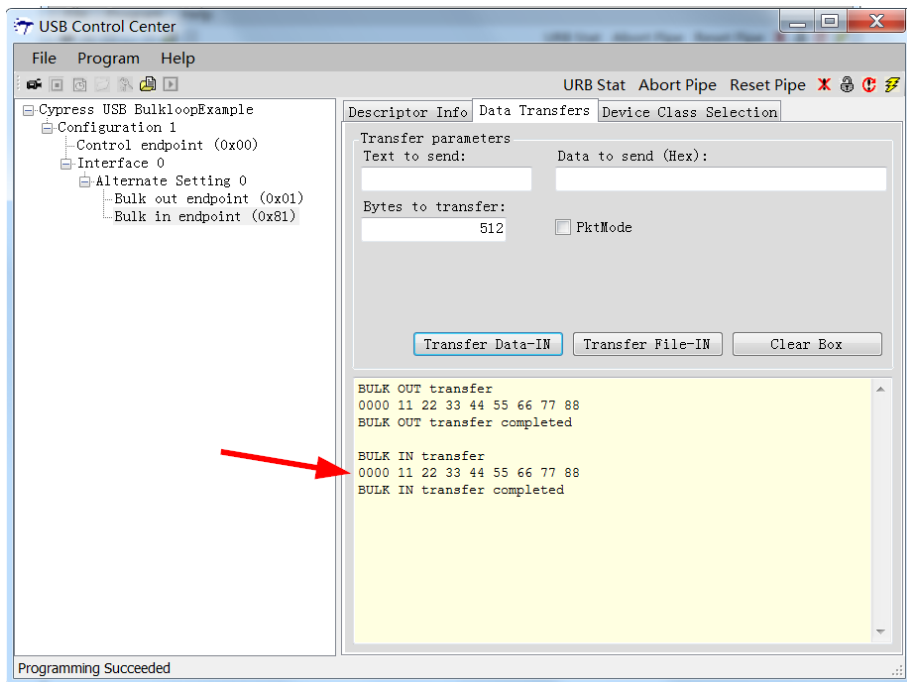 USB Control Center
File Program Help
URB Stat Abort Pipe Reset Pipe
Cypress USB BulkloopExample
Configuration 1
Control endpoint (0x00)
Interface 0
Alternate Setting 0
Bulk out endpoint (0x01)
Bulk in endpoint (0x81)
Descriptor Info Data Transfers Device Class Selection
Transfer parameters
Text to send: Data to send (Hex):
Bytes to transfer:
512 PktMode
Transfer Data-IN Transfer File-IN Clear Box
BULK OUT transfer
0000 11 22 33 44 55 66 77 88
BULK OUT transfer completed
BULK IN transfer
0000 11 22 33 44 55 66 77 88
BULK IN transfer completed
Programming Succeeded